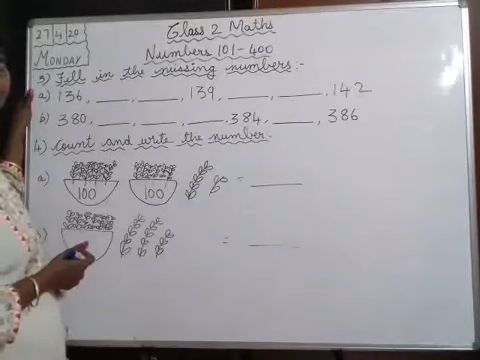 27 4 20
MONDAY
Class 2 Maths
Numbers 101-400
3) Fill in the missing numbers:-
a) 136, ____, ____, 139, ____, ____, 142
b) 380, ____, ____, ____, 384, ____, 386
4) Count and write the number.
a) 100 100 = ____
) = ____